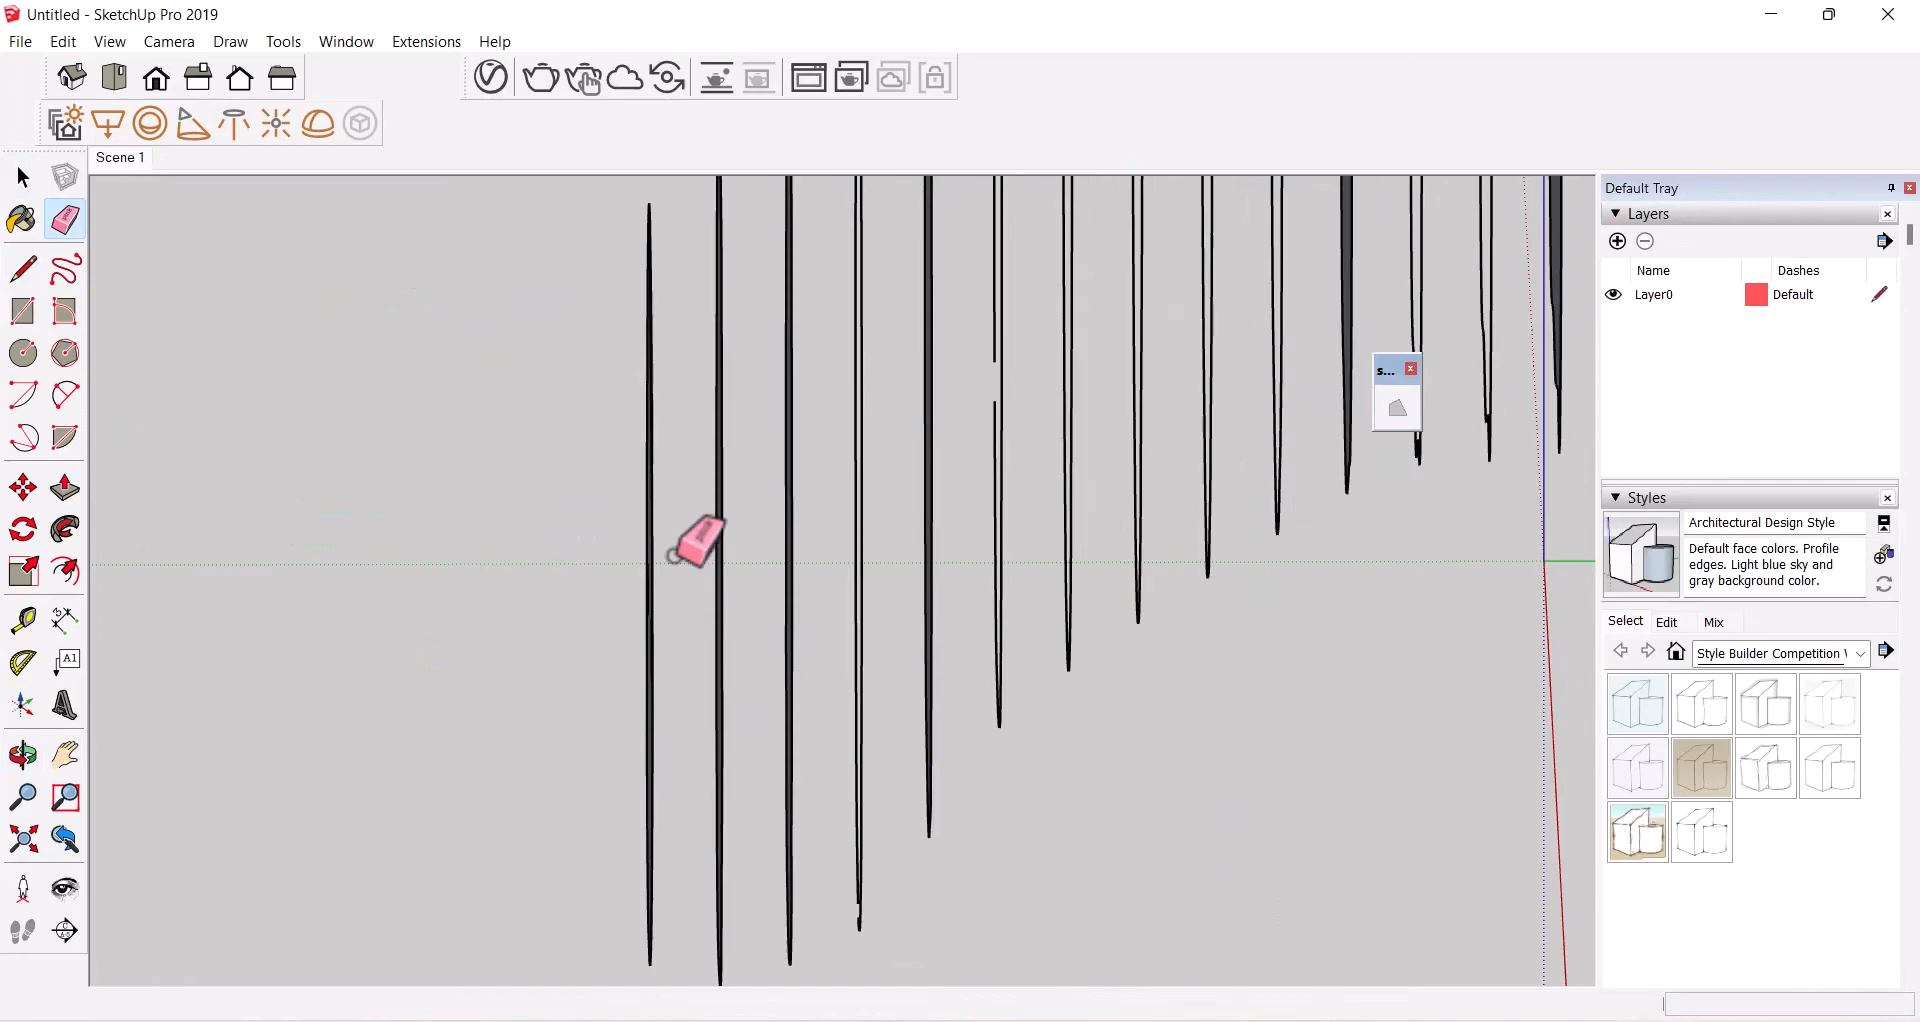 Untitled - SketchUp Pro 2019
File Edit View Camera Draw Tools Window Extensions Help
Scene 1
Default Tray
Layers
Name Dashes
Layer0 Default
s...
Styles
Architectural Design Style
Default face colors. Profile
edges. Light blue sky and
gray background color.
Select Edit Mix
Style Builder Competition
A1